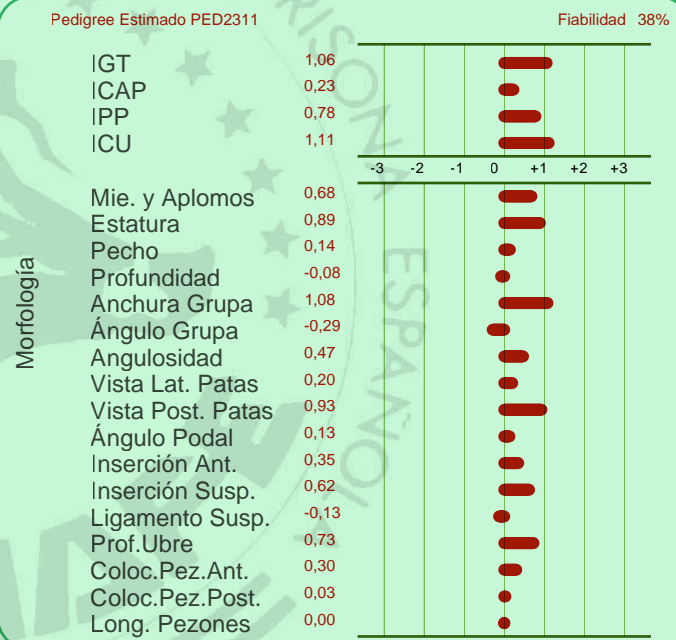 Pedigree Estimado PED2311 Fiabilidad 38%
IGT 1,06
ICAP 0,23
IPP 0,78
ICU 1,11
-3 -2 -1 0 +1 +2 +3
Morfología
Mie. y Aplomos 0,68
Estatura 0,89
Pecho 0,14
Profundidad -0,08
Anchura Grupa 1,08
Ángulo Grupa -0,29
Angulosidad 0,47
Vista Lat. Patas 0,20
Vista Post. Patas 0,93
Ángulo Podal 0,13
Inserción Ant. 0,35
Inserción Susp. 0,62
Ligamento Susp. -0,13
Prof.Ubre 0,73
Coloc.Pez.Ant. 0,30
Coloc.Pez.Post. 0,03
Long. Pezones 0,00
ESPAÑOLA